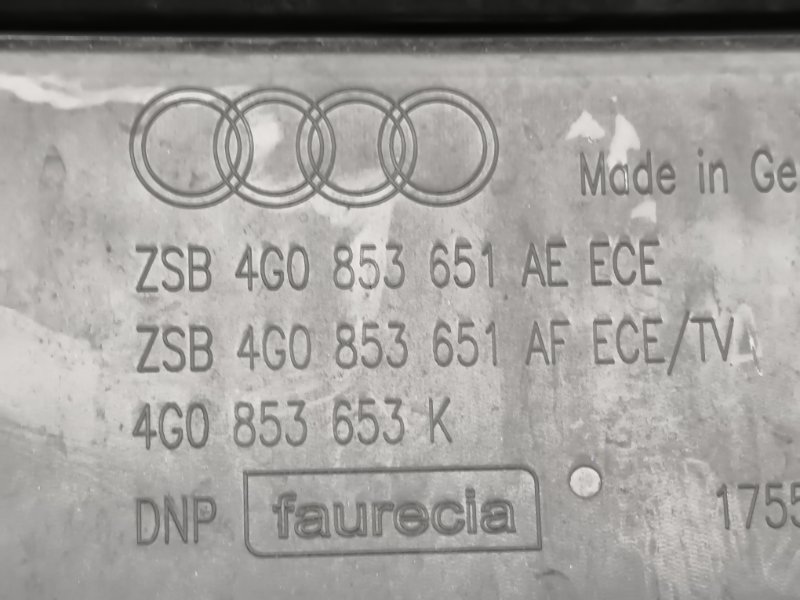 Made in Ge
ZSB 4G0 853 651 AE ECE
ZSB 4G0 853 651 AF ECE/TV
4G0 853 653 K
DNP faurecia 1755